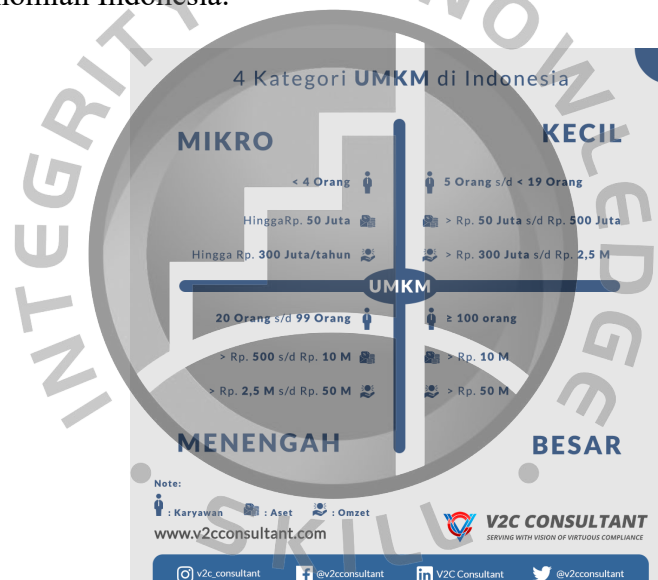 Indonesia.
4 Kategori UMKM di Indonesia
MIKRO
KECIL
< 4 Orang
5 Orang s/d < 19 Orang
HinggaRp. 50 Juta
> Rp. 50 Juta s/d Rp. 500 Juta
Hingga Rp. 300 Juta/tahun
> Rp. 300 Juta s/d Rp. 2,5 M
UMKM
20 Orang s/d 99 Orang
≥ 100 orang
> Rp. 500 s/d Rp. 10 M
> Rp. 10 M
> Rp. 2,5 M s/d Rp. 50 M
> Rp. 50 M
MENENGAH
BESAR
Note:
: Karyawan : Aset : Omzet
www.v2cconsultant.com
V2C CONSULTANT
SERVING WITH VISION OF VIRTUOUS COMPLIANCE
v2c_consultant @v2cconsultant V2C Consultant @v2cconsultant
INTEGRITY
KNOWLEDGE
SKILL